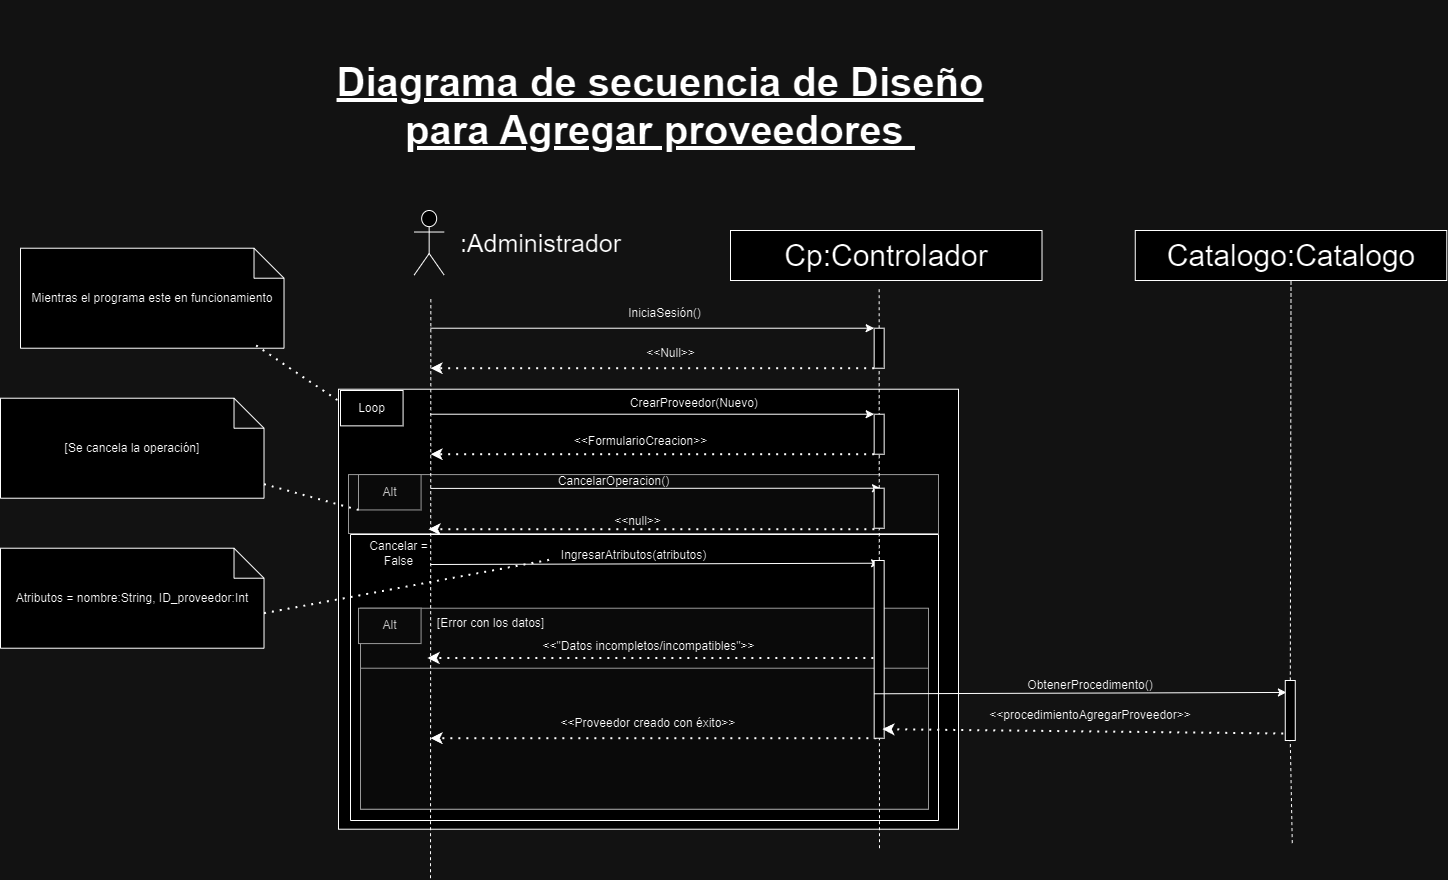 Diagrama de secuencia de Diseño
para Agregar proveedores
:Administrador
Cp:Controlador
Catalogo:Catalogo
Mientras el programa este en funcionamiento
IniciaSesión()
<<Null>>
Loop
CrearProveedor(Nuevo)
<<FormularioCreacion>>
[Se cancela la operación]
Alt
CancelarOperacion()
<<null>>
Cancelar =
False
IngresarAtributos(atributos)
Atributos = nombre:String, ID_proveedor:Int
Alt
[Error con los datos]
<<"Datos incompletos/incompatibles">>
ObtenerProcedimento()
<<procedimientoAgregarProveedor>>
<<Proveedor creado con éxito>>